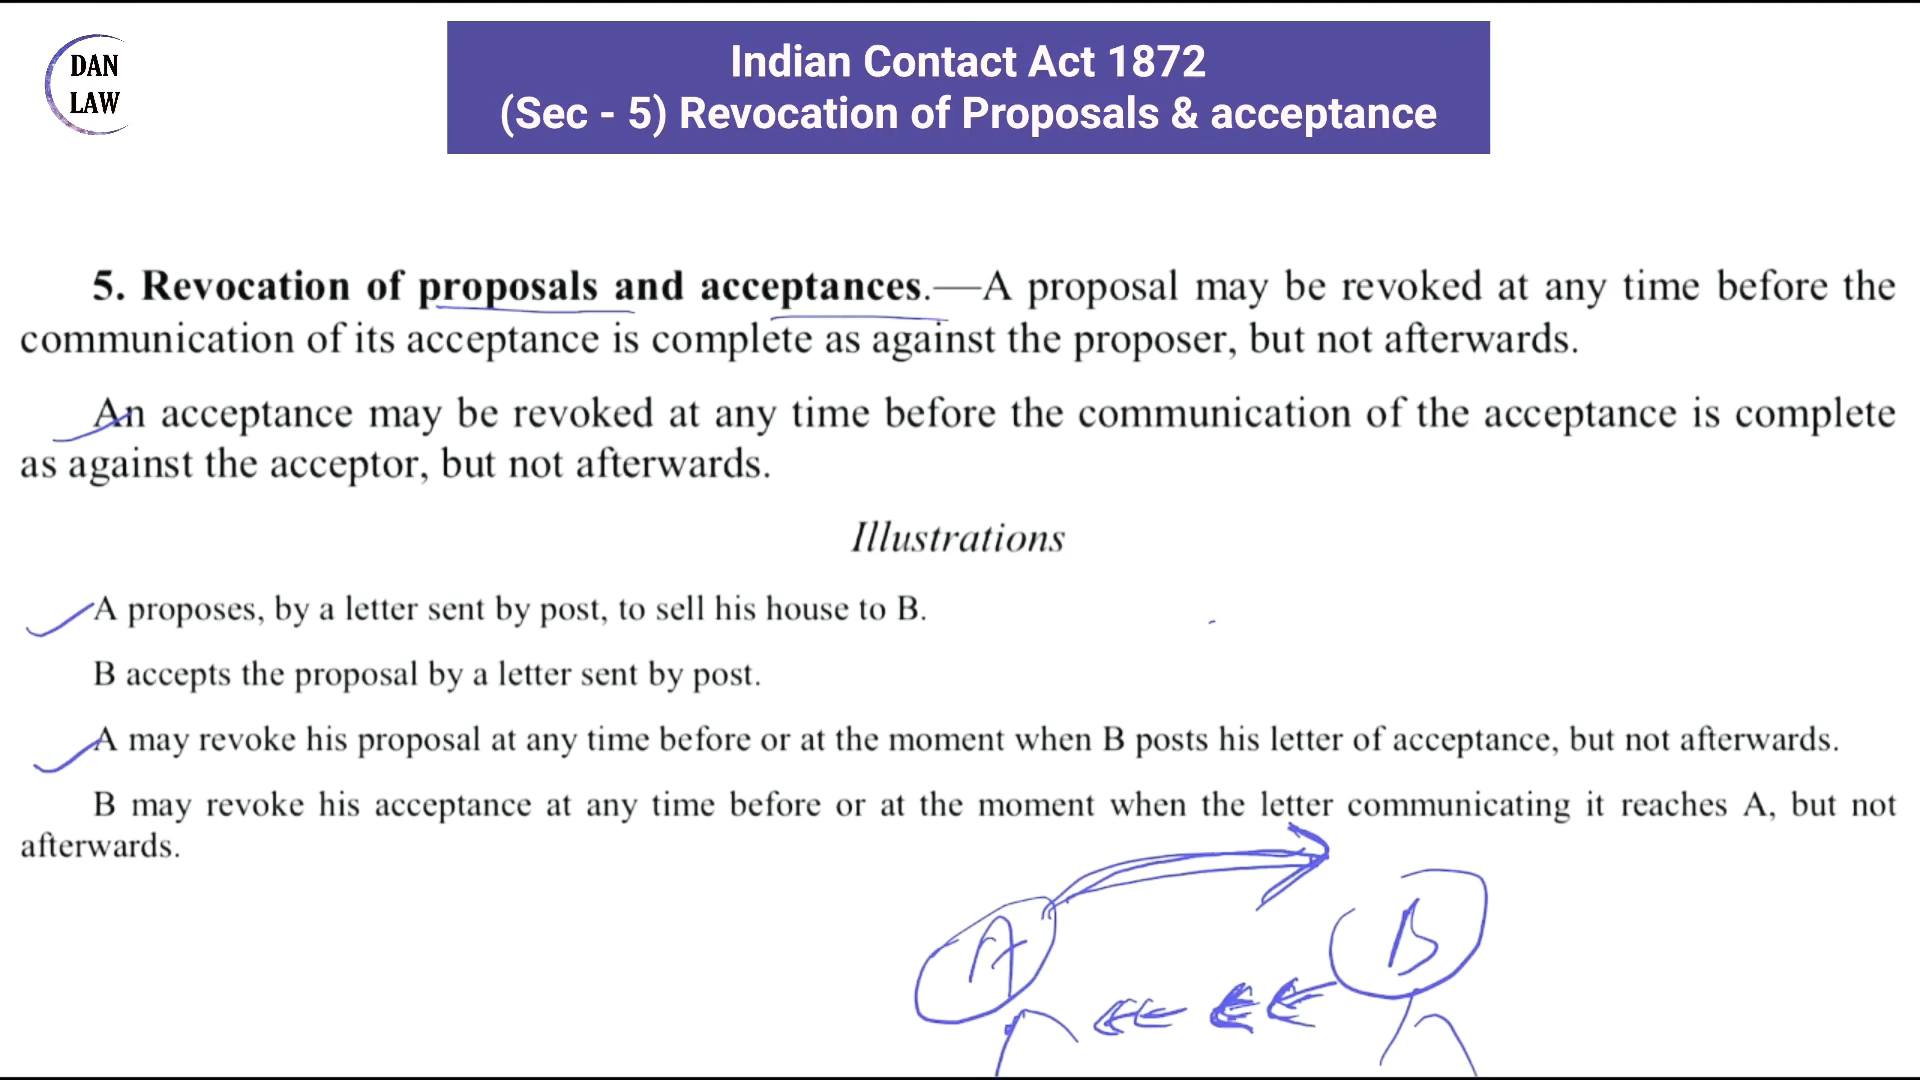 DAN
LAW
Indian Contact Act 1872
(Sec - 5) Revocation of Proposals & acceptance
5. Revocation of proposals and acceptances.—A proposal may be revoked at any time before the
communication of its acceptance is complete as against the proposer, but not afterwards.
An acceptance may be revoked at any time before the communication of the acceptance is complete
as against the acceptor, but not afterwards.
Illustrations
A proposes, by a letter sent by post, to sell his house to B.
B accepts the proposal by a letter sent by post.
A may revoke his proposal at any time before or at the moment when B posts his letter of acceptance, but not afterwards.
B may revoke his acceptance at any time before or at the moment when the letter communicating it reaches A, but not
afterwards.
A B